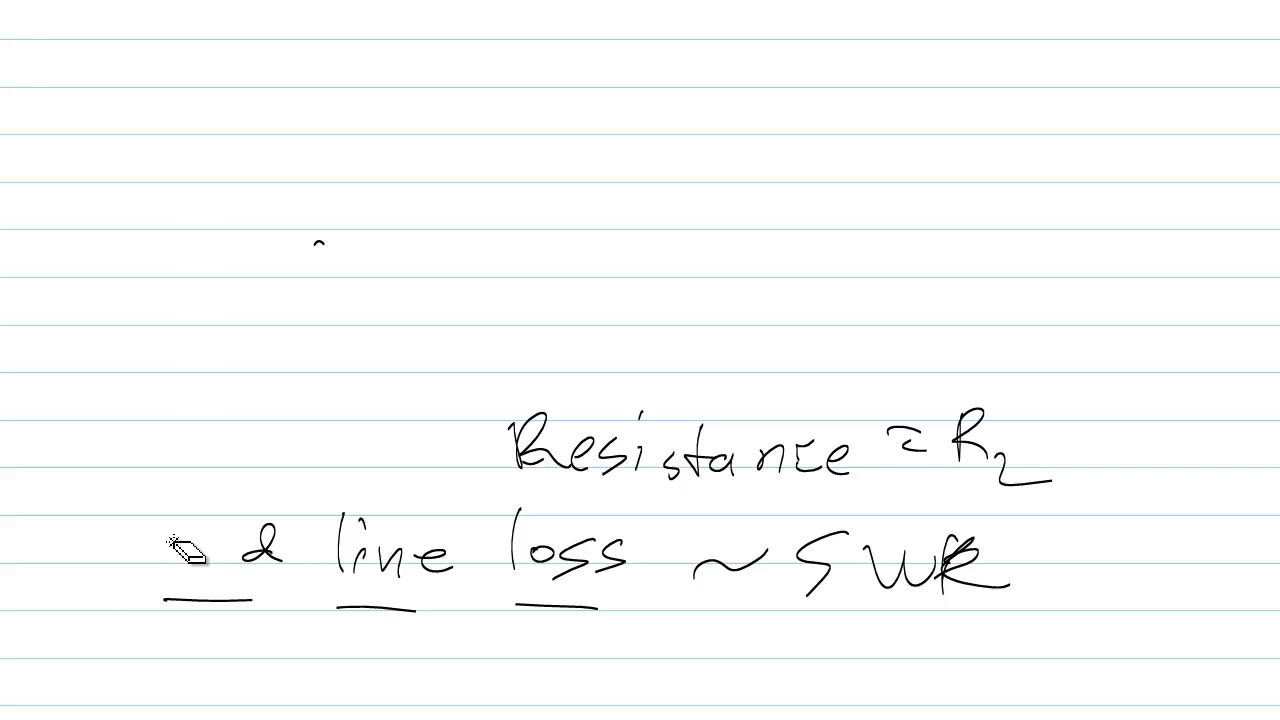 Resistance = R2
& line loss ~ SWR